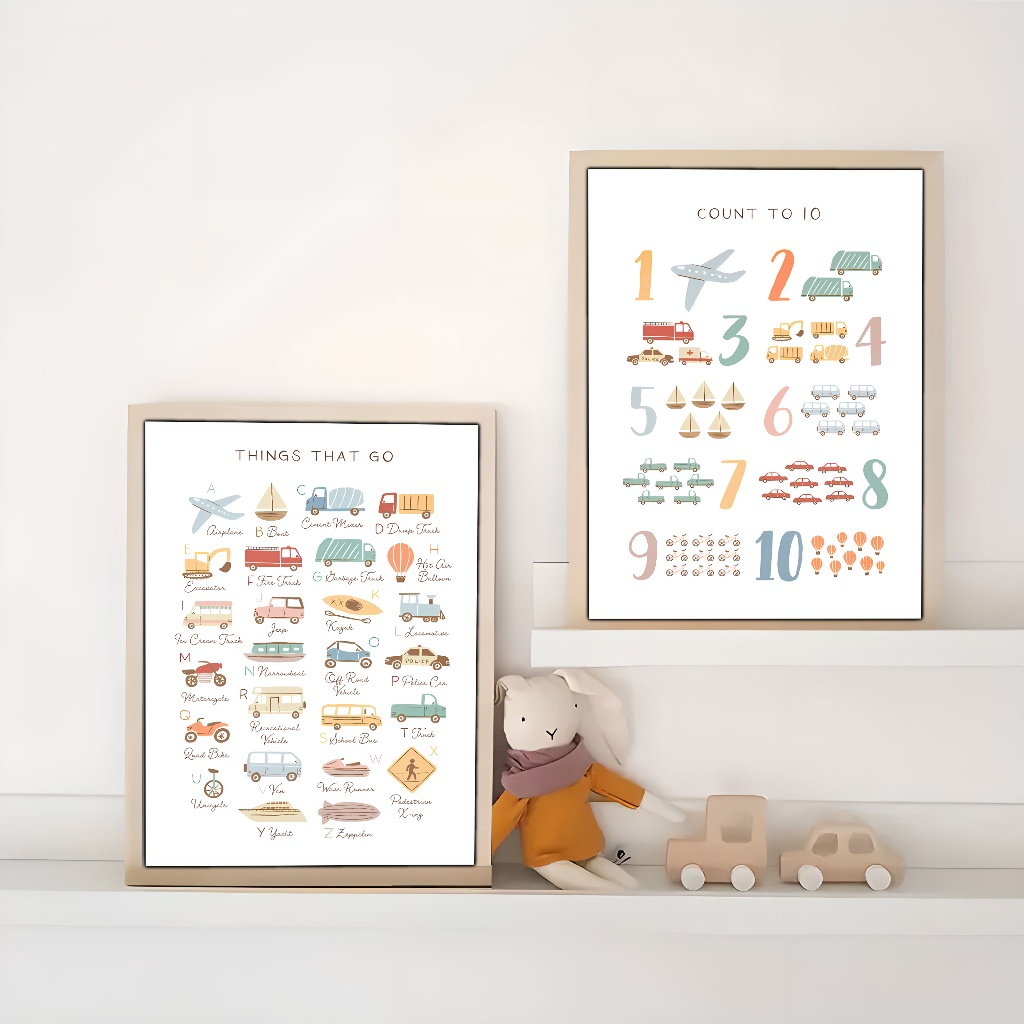 COUNT TO 10
1 2
3 4
5 6
POLICE
7 8
9 10
THINGS THAT GO
A Airplane
B Boat
C Cement Mixer
D Dump Truck
E Excavator
F Fire Truck
G Garbage Truck
H Hot Air
Balloon
I Ice Cream Truck
J Jeep
K Kayak
L Locomotive
M Motorcycle
N Narrowboat
O Off Road
Vehicle
POLICE
P Police Car
Q Quad Bike
R Recreational
Vehicle
S School Bus
T Truck
U Unicycle
V Van
W Wave Runner
X Pedestrian
X-ing
Y Yacht
Z Zeppelin